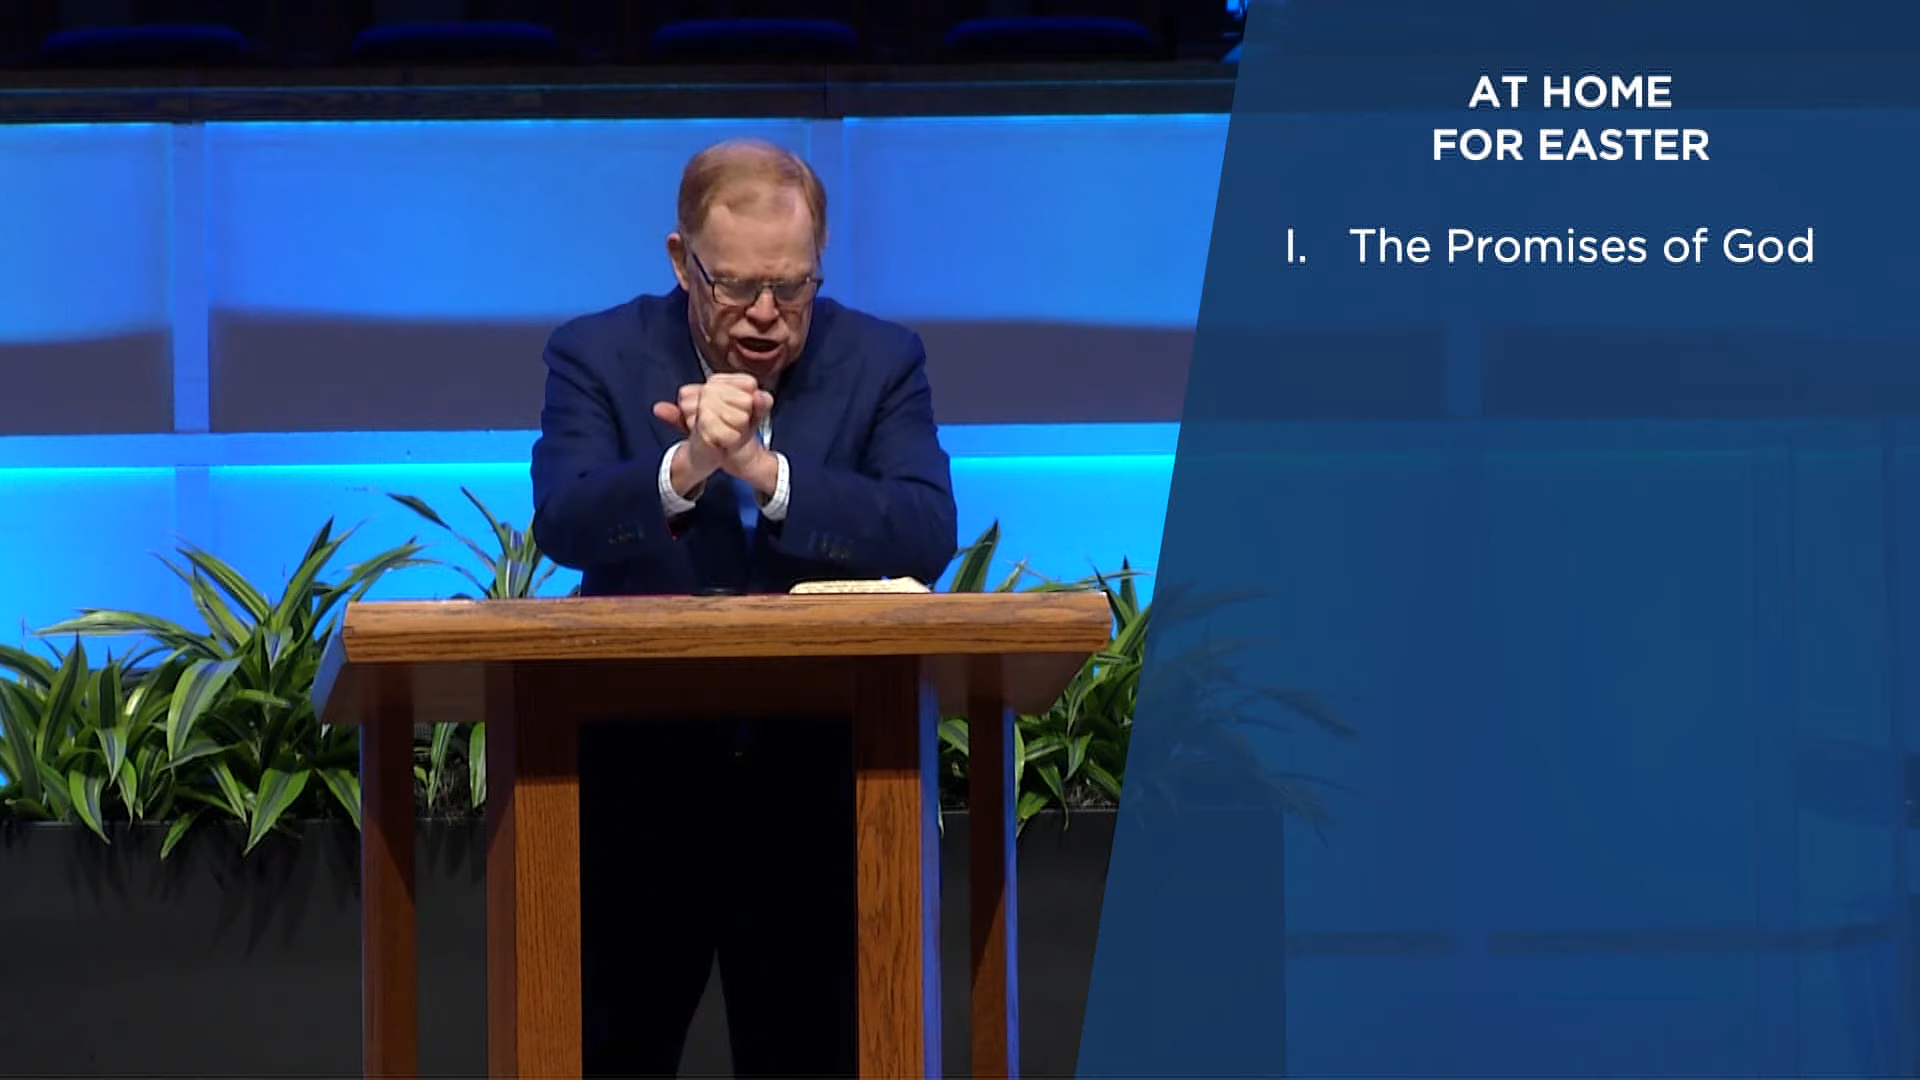 AT HOME
FOR EASTER
I. The Promises of God